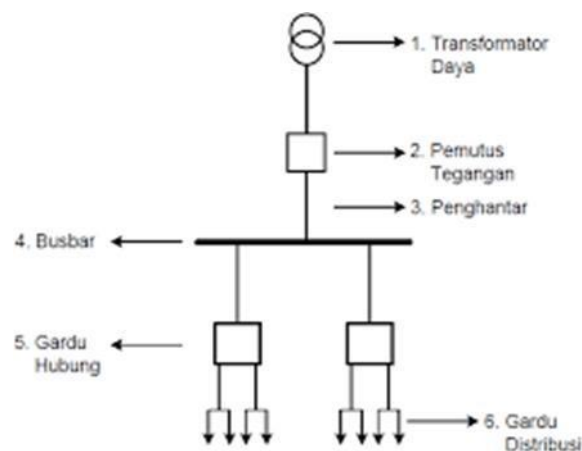 1. Transformator
Daya
2. Pemutus
Tegangan
3. Penghantar
4. Busbar
5. Gardu
Hubung
6. Gardu
Distribusi